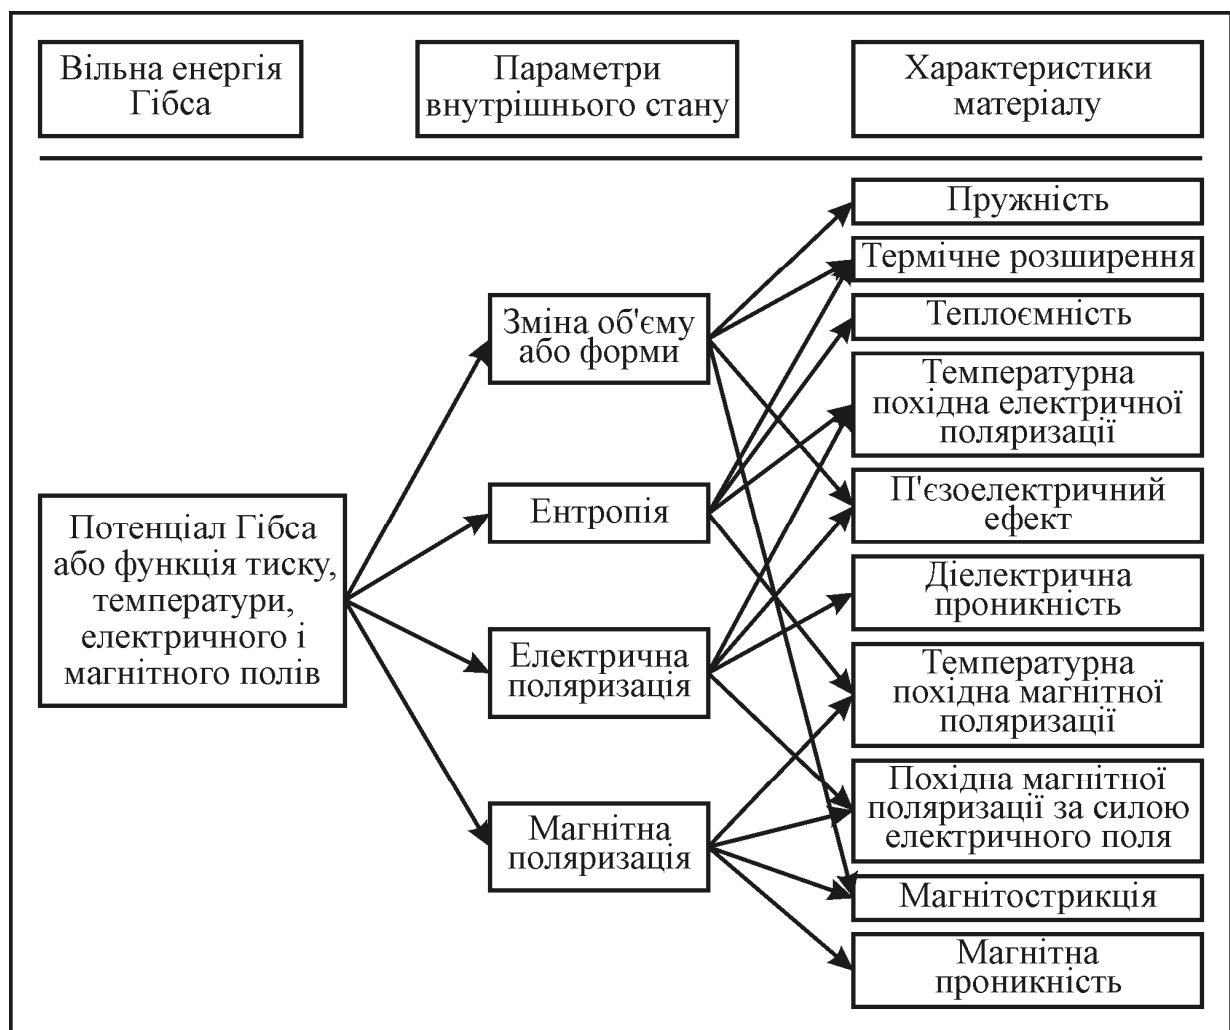 Вільна енергія
Гібса
Параметри
внутрішнього стану
Характеристики
матеріалу
Потенціал Гібса
або функція тиску,
температури,
електричного і
магнітного полів
Зміна об'єму
або форми
Ентропія
Електрична
поляризація
Магнітна
поляризація
Пружність
Термічне розширення
Теплоємність
Температурна
похідна електричної
поляризації
П'єзоелектричний
ефект
Діелектрична
проникність
Температурна
похідна магнітної
поляризації
Похідна магнітної
поляризації за силою
електричного поля
Магнітострикція
Магнітна
проникність